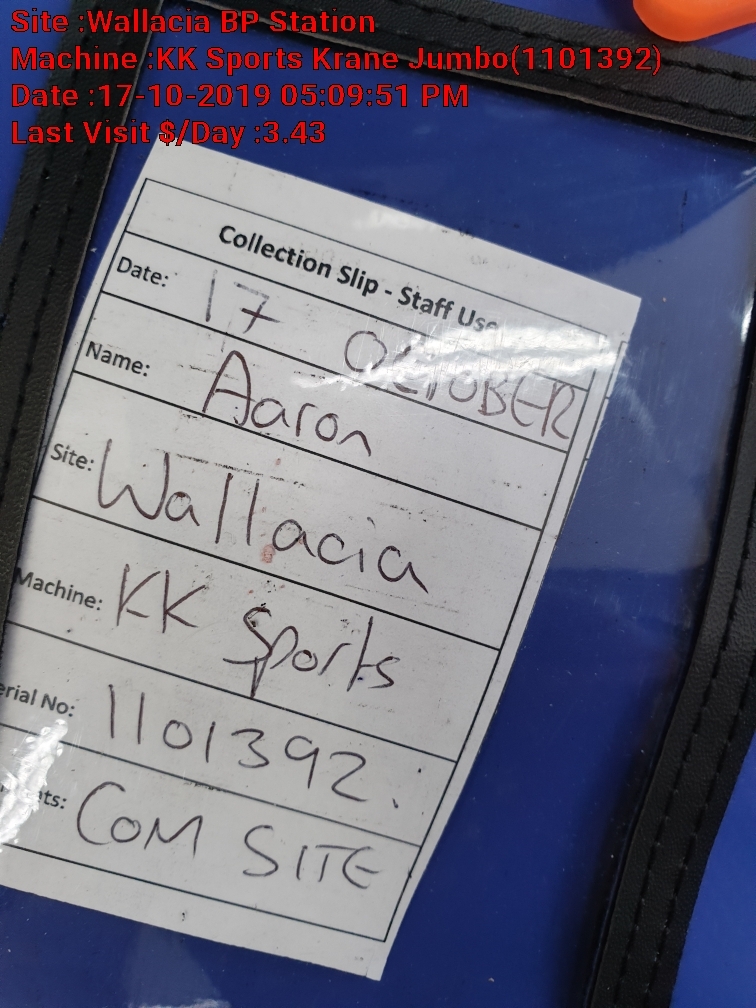 Site :Wallacia BP Station
Machine :KK Sports Krane Jumbo(1101392)
Date :17-10-2019 05:09:51 PM
Last Visit $/Day :3.43
Collection Slip - Staff Use
Date: 17 OCTOBER
Name: Aaron
Site: Wallacia
Machine: KK Sports
erial No: 1101392.
ts: COM SITE